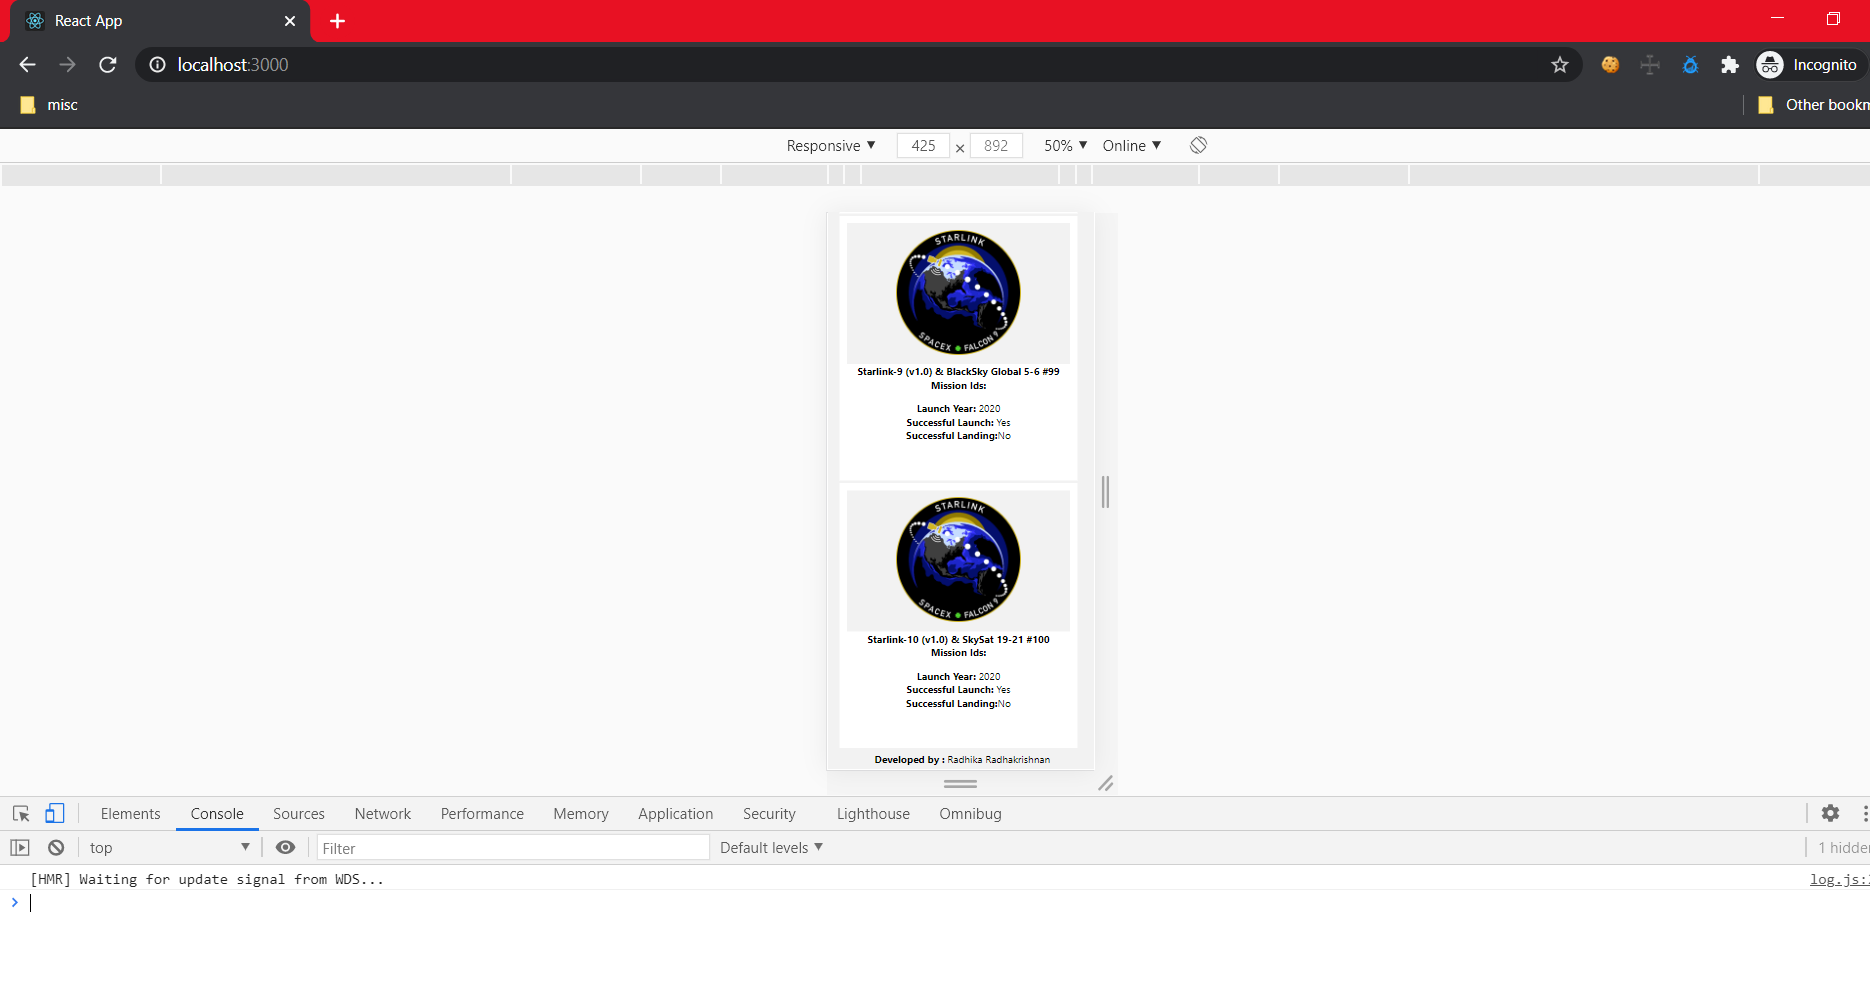 React App
localhost:3000
Incognito
misc
Other bookm
Responsive 425 × 892 50% Online
STARLINK
SPACEX FALCON 9
Starlink-9 (v1.0) & BlackSky Global 5-6 #99
Mission Ids:
Launch Year: 2020
Successful Launch: Yes
Successful Landing:No
STARLINK
SPACEX FALCON 9
Starlink-10 (v1.0) & SkySat 19-21 #100
Mission Ids:
Launch Year: 2020
Successful Launch: Yes
Successful Landing:No
Developed by : Radhika Radhakrishnan
Elements Console Sources Network Performance Memory Application Security Lighthouse Omnibug
top Filter Default levels 1 hidden
[HMR] Waiting for update signal from WDS... log.js: